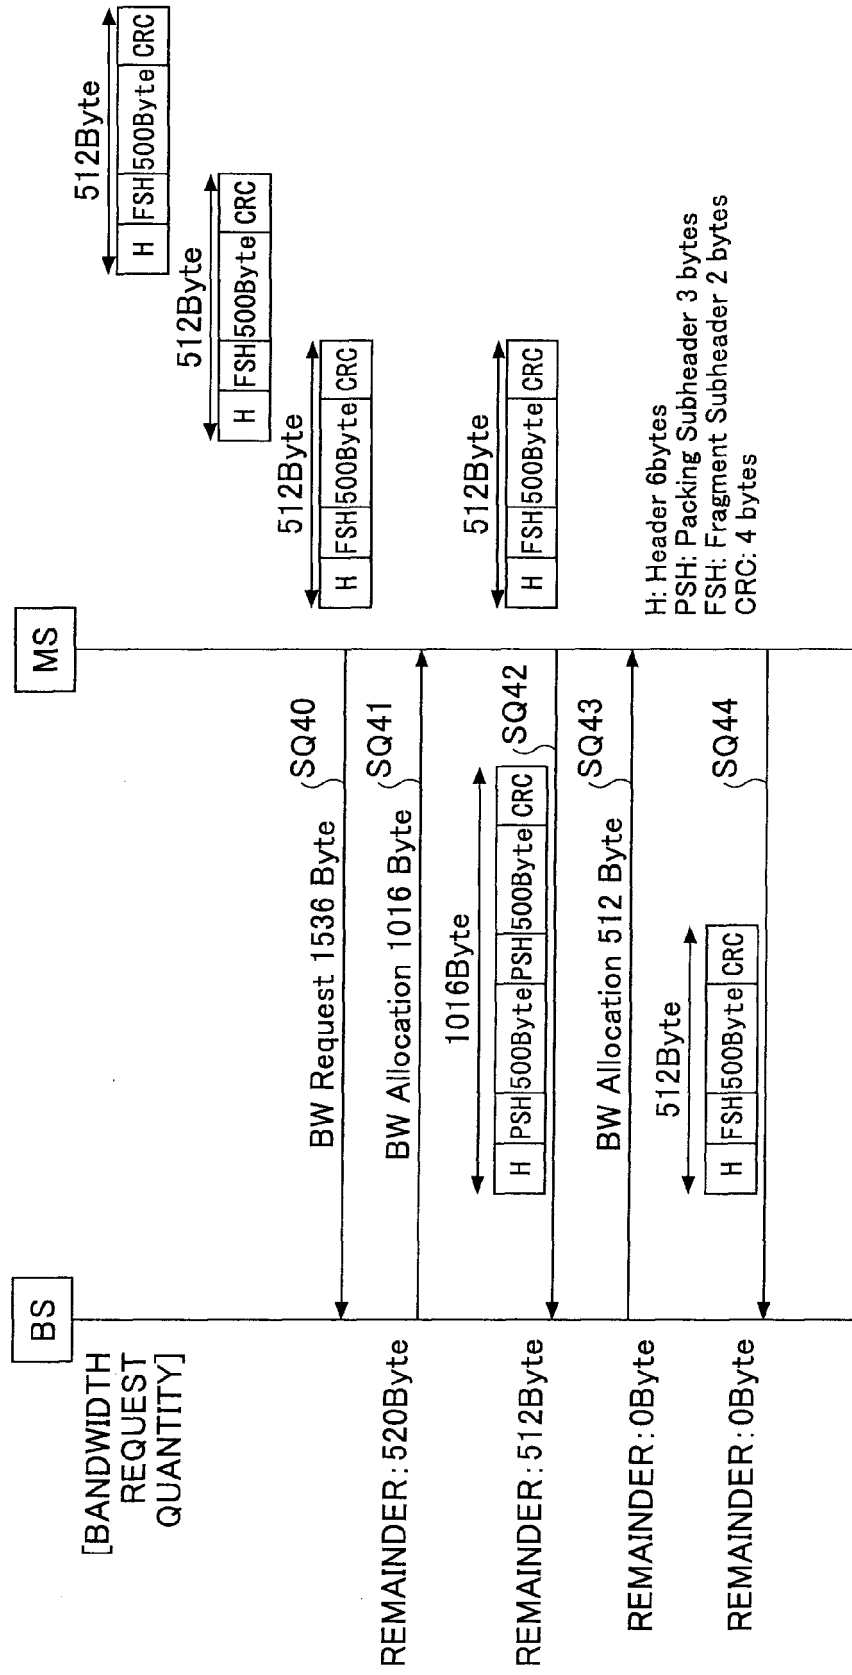 BS
MS
[BANDWIDTH
REQUEST
QUANTITY]
512Byte
H FSH 500Byte CRC
512Byte
H FSH 500Byte CRC
512Byte
H FSH 500Byte CRC
BW Request 1536 Byte
SQ40
REMAINDER:520Byte
BW Allocation 1016 Byte
SQ41
1016Byte
H PSH 500Byte PSH 500Byte CRC
SQ42
512Byte
H FSH 500Byte CRC
REMAINDER:512Byte
BW Allocation 512 Byte
SQ43
REMAINDER:0Byte
512Byte
H FSH 500Byte CRC
SQ44
REMAINDER:0Byte
H: Header 6bytes
PSH: Packing Subheader 3 bytes
FSH: Fragment Subheader 2 bytes
CRC: 4 bytes